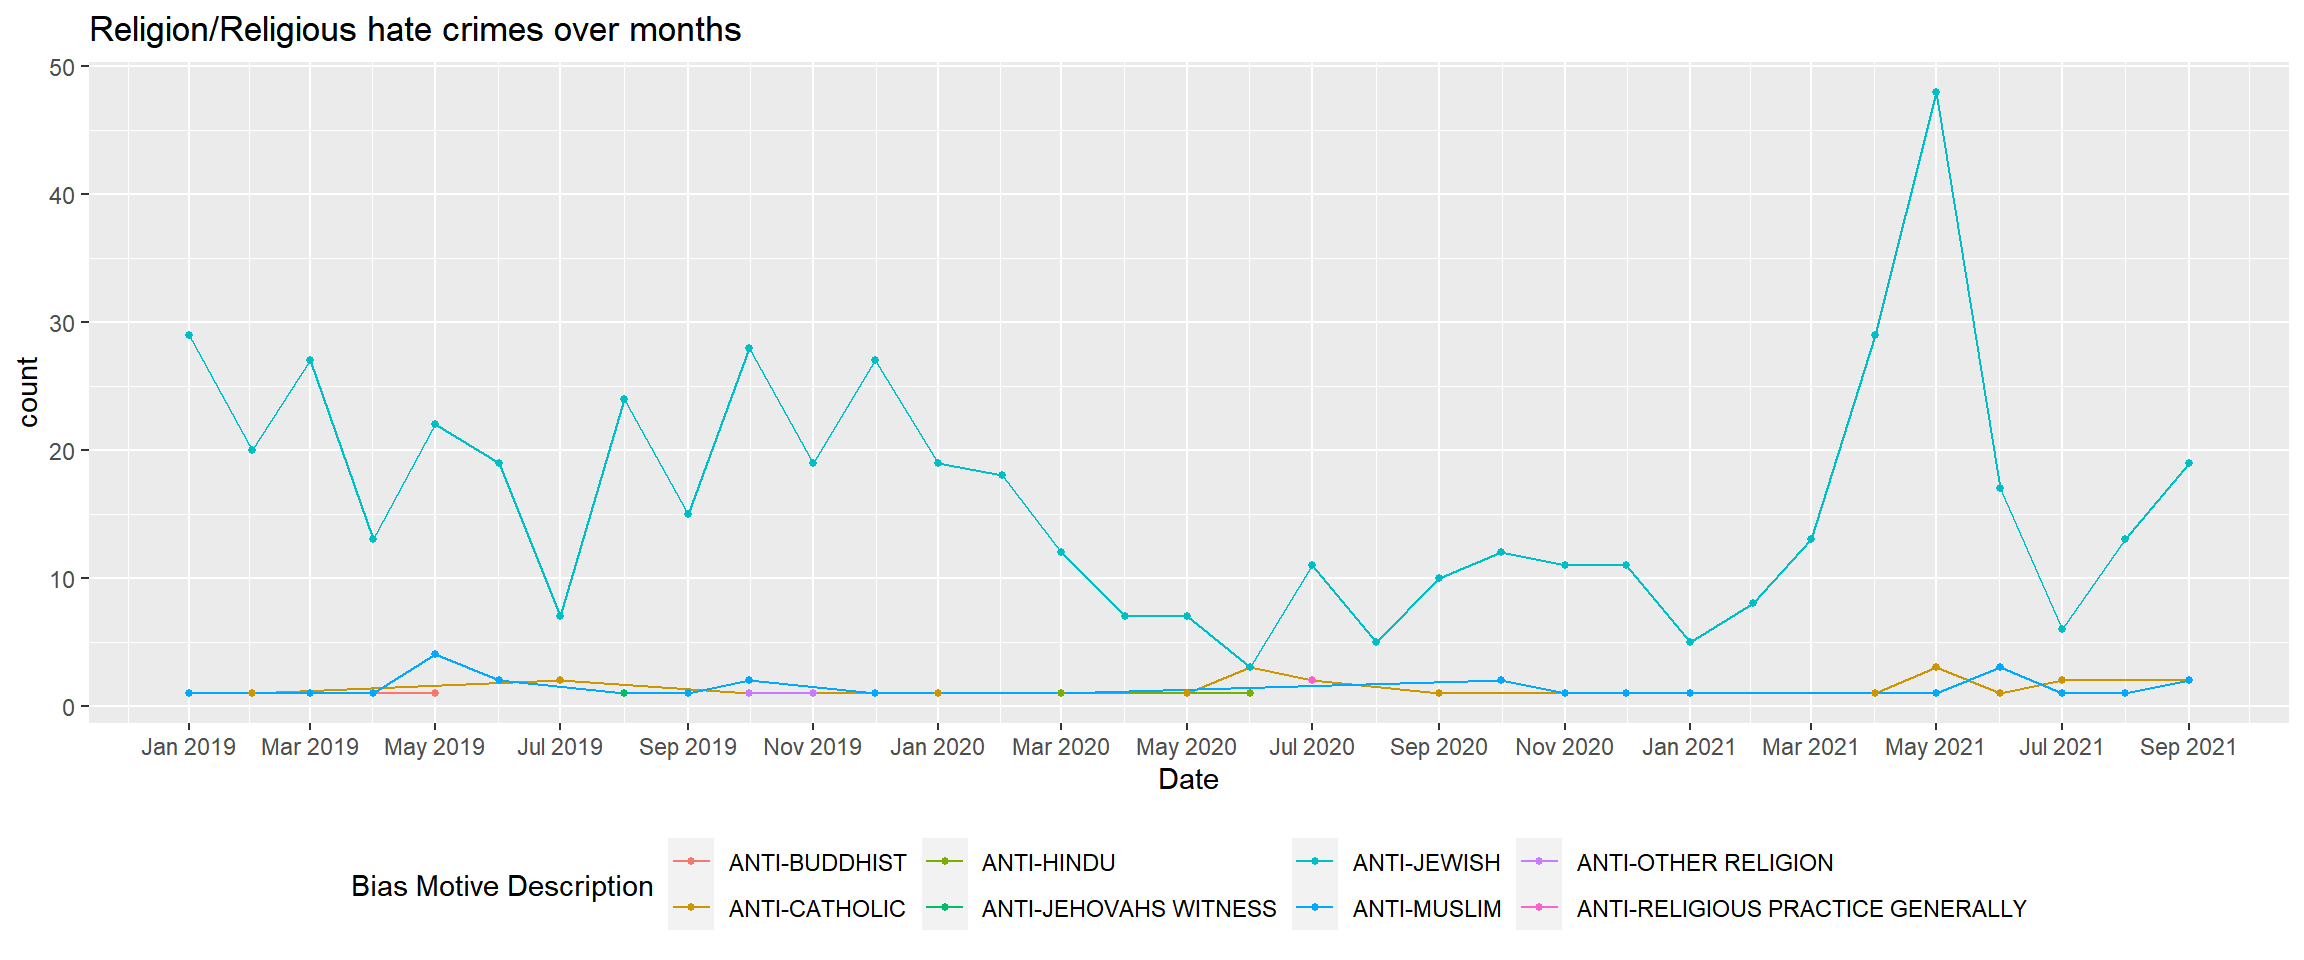 Religion/Religious hate crimes over months
50
40
30
20
10
0
count
Jan 2019 Mar 2019 May 2019 Jul 2019 Sep 2019 Nov 2019 Jan 2020 Mar 2020 May 2020 Jul 2020 Sep 2020 Nov 2020 Jan 2021 Mar 2021 May 2021 Jul 2021 Sep 2021
Date
Bias Motive Description
ANTI-BUDDHIST ANTI-HINDU ANTI-JEWISH ANTI-OTHER RELIGION
ANTI-CATHOLIC ANTI-JEHOVAHS WITNESS ANTI-MUSLIM ANTI-RELIGIOUS PRACTICE GENERALLY